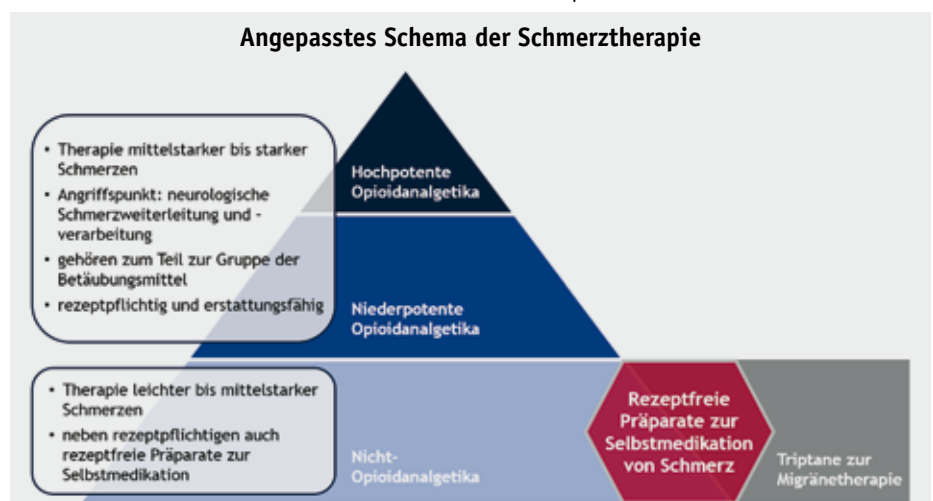 Angepasstes Schema der Schmerztherapie
• Therapie mittelstarker bis starker
Schmerzen
• Angriffspunkt: neurologische
Schmerzweiterleitung und -
verarbeitung
• gehören zum Teil zur Gruppe der
Betäubungsmittel
• rezeptpflichtig und erstattungsfähig
Hochpotente
Opioidanalgetika
Niederpotente
Opioidanalgetika
• Therapie leichter bis mittelstarker
Schmerzen
• neben rezeptpflichtigen auch
rezeptfreie Präparate zur
Selbstmedikation
Nicht-
Opioidanalgetika
Rezeptfreie
Präparate zur
Selbstmedikation
von Schmerz
Triptane zur
Migränetherapie